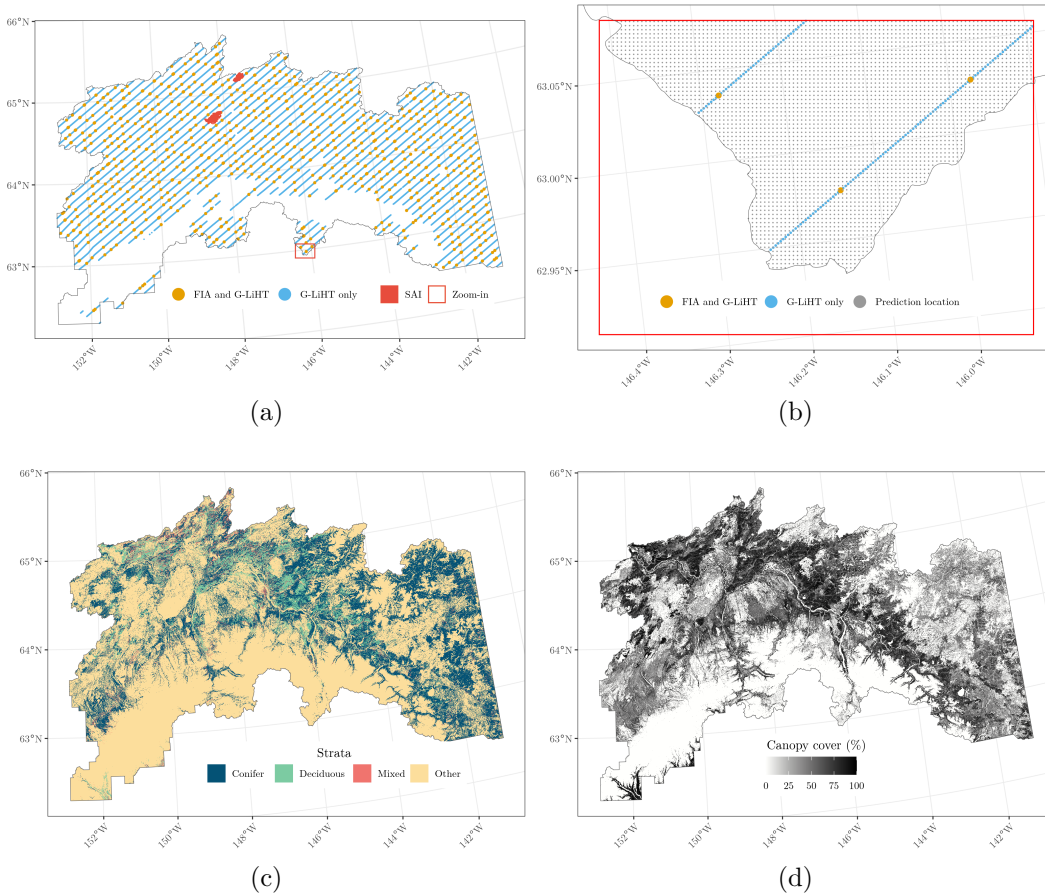 66°N
65°N
64°N
63°N
FIA and G-LiHT
G-LiHT only
SAI
Zoom-in
152°W
150°W
148°W
146°W
144°W
142°W
(a)
63.05°N
63.00°N
62.95°N
FIA and G-LiHT
G-LiHT only
Prediction location
146.4°W
146.3°W
146.2°W
146.1°W
146.0°W
(b)
66°N
65°N
64°N
63°N
Strata
Conifer
Deciduous
Mixed
Other
152°W
150°W
148°W
146°W
144°W
142°W
(c)
66°N
65°N
64°N
63°N
Canopy cover (%)
0 25 50 75 100
152°W
150°W
148°W
146°W
144°W
142°W
(d)